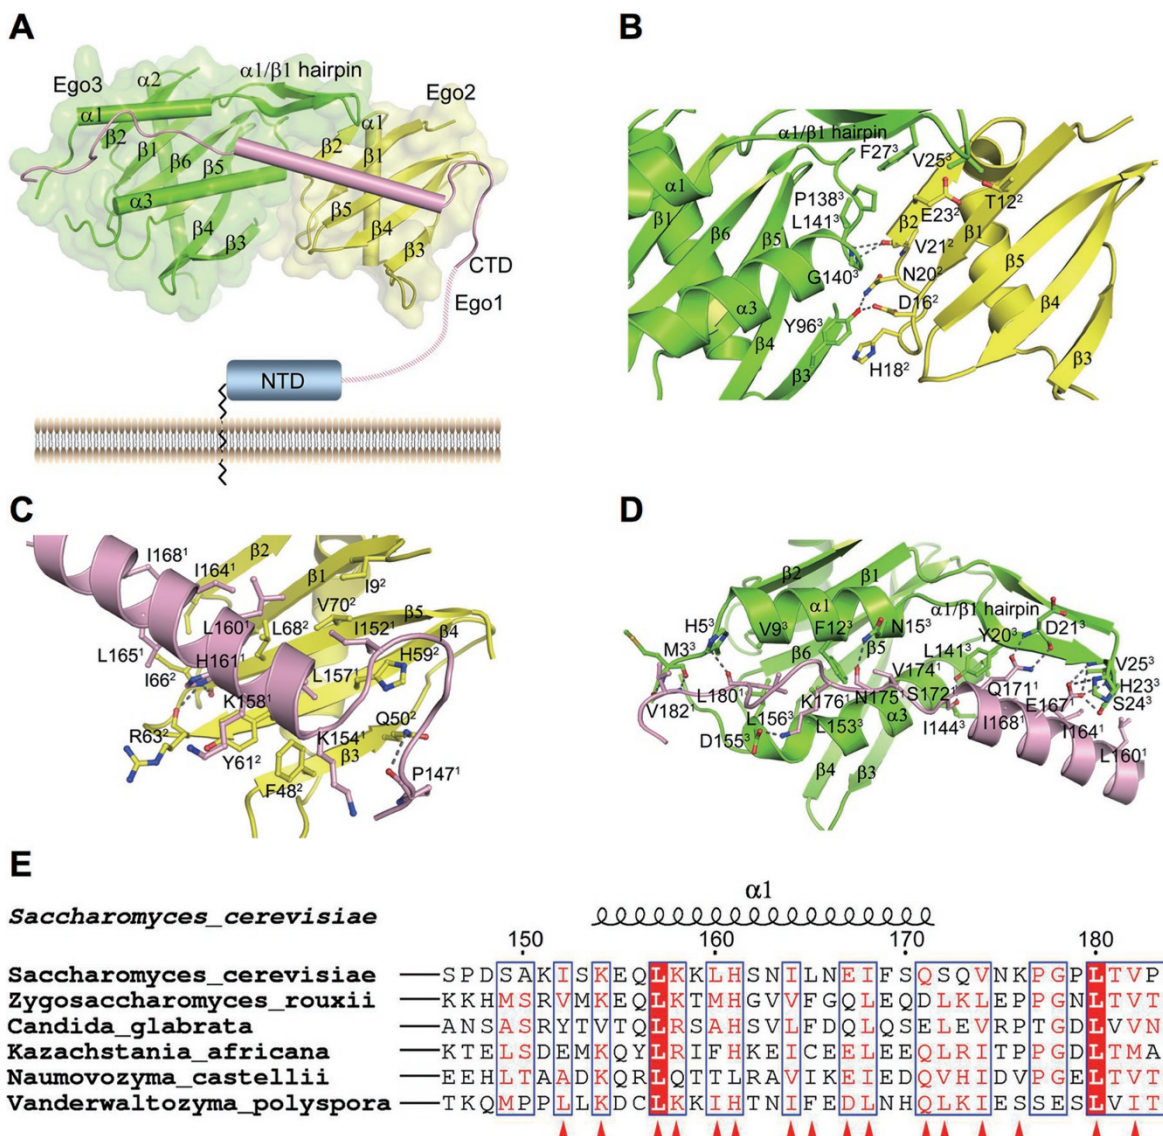 A
Ego3
α2
α1/β1 hairpin
Ego2
α1
α1
β2
β1
β6
β5
β2
β1
α3
β5
β4
β4
β3
β3
CTD
Ego1
NTD
B
α1/β1 hairpin
F27³
V25³
α1
P138³
T12²
β1
L141³
E23²
β6
β5
β2
β1
V21²
G140³
N20²
β5
α3
D16²
Y96³
β4
β4
β3
H18²
β3
C
β2
I168¹
I164¹
β1
I9²
V70²
β5
L160¹
L68²
I152¹
β4
L165¹
H161¹
H59²
I66²
L157¹
K158¹
Q50²
R63²
K154¹
Y61²
β3
P147¹
F48²
D
β2
β1
α1
α1/β1 hairpin
H5³
V9³
F12³
N15³
D21³
Y20³
M3³
β6
β5
L141³
V25³
V174¹
H23³
L180¹
Q171¹
S24³
V182¹
K176¹
N175¹
S172¹
E167¹
L156³
α3
I168¹
I164¹
D155³
L153³
I144³
L160¹
β4
β3
E
α1
Saccharomyces_cerevisiae
150 160 170 180
Saccharomyces_cerevisiae SPDSAKISKEQLKKLHSNILNEIFSQSQVNKPGPLTVP
Zygosaccharomyces_rouxii KKHMSRVMKEQLKTMHGVVFGQLEQDLKLEPPGNLTVT
Candida_glabrata ANSASRYTVTQLRSAHSVLFDQLQSELEVRPTGDLVVN
Kazachstania_africana KTELSDEMKQYLRIFHKEICEELEEQLRITPPGDLTMA
Naumovozyma_castellii EEHLTAADKQRLQTTLRAVIKEIEDQVHIDVPGELTVT
Vanderwaltozyma_polyspora TKQMPPLLKDCLKKIHTNIFEDLNHQLKIESSESLVIT